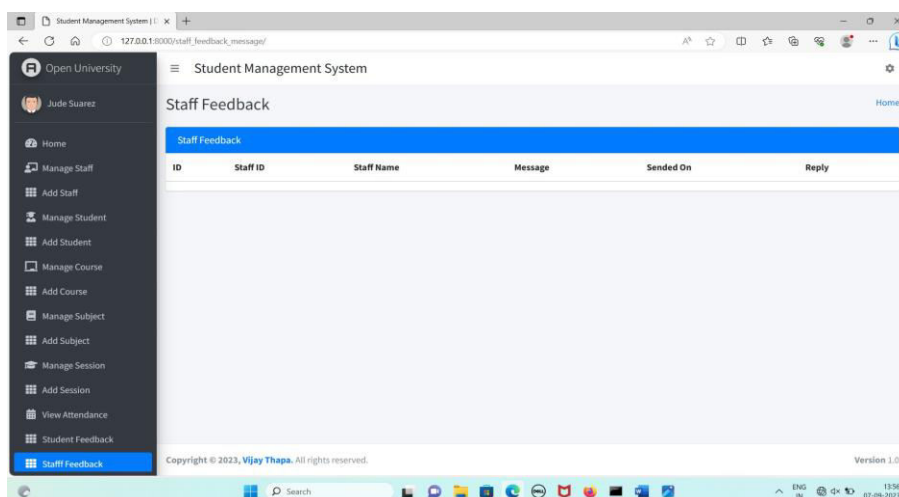 Student Management System |
127.0.0.1:8000/staff_feedback_message/
Open University
Student Management System
Jude Suarez
Staff Feedback
Home
Home
Staff Feedback
ID Staff ID Staff Name Message Sended On Reply
Manage Staff
Add Staff
Manage Student
Add Student
Manage Course
Add Course
Manage Subject
Add Subject
Manage Session
Add Session
View Attendance
Student Feedback
Stafff Feedback
Copyright © 2023, Vijay Thapa. All rights reserved.
Version 1.0
Search
ENG
IN
13:56